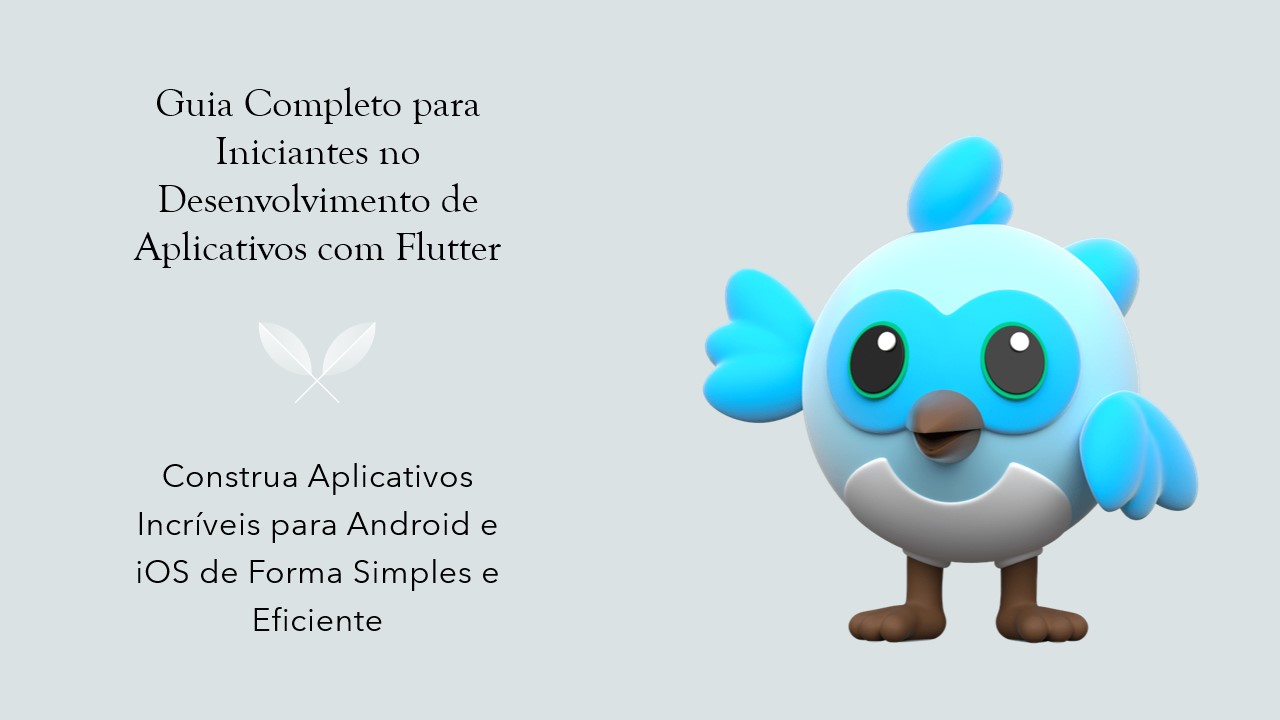 Guia Completo para
Iniciantes no
Desenvolvimento de
Aplicativos com Flutter
Construa Aplicativos
Incríveis para Android e
iOS de Forma Simples e
Eficiente